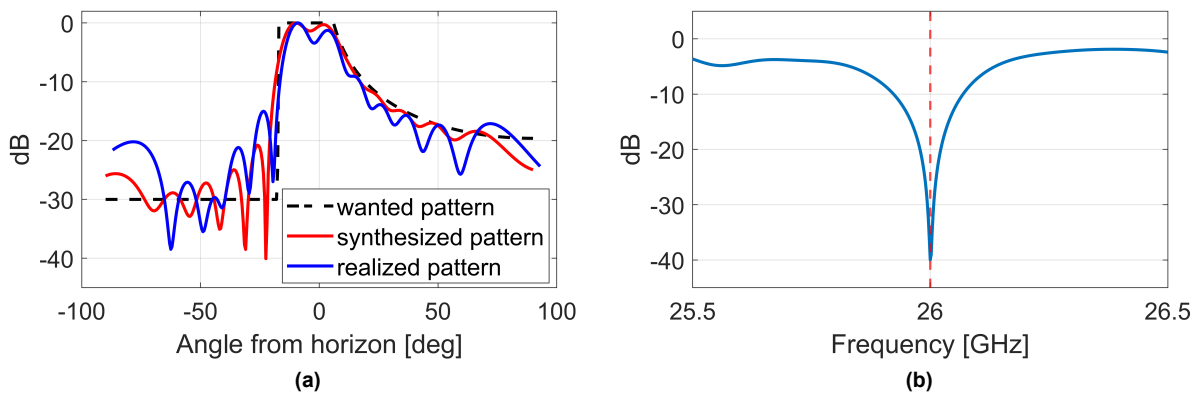 0
-10
-20
-30
-40
dB
-100
-50
0
50
100
Angle from horizon [deg]
wanted pattern
synthesized pattern
realized pattern
(a)
0
-10
-20
-30
-40
dB
25.5
26
26.5
Frequency [GHz]
(b)